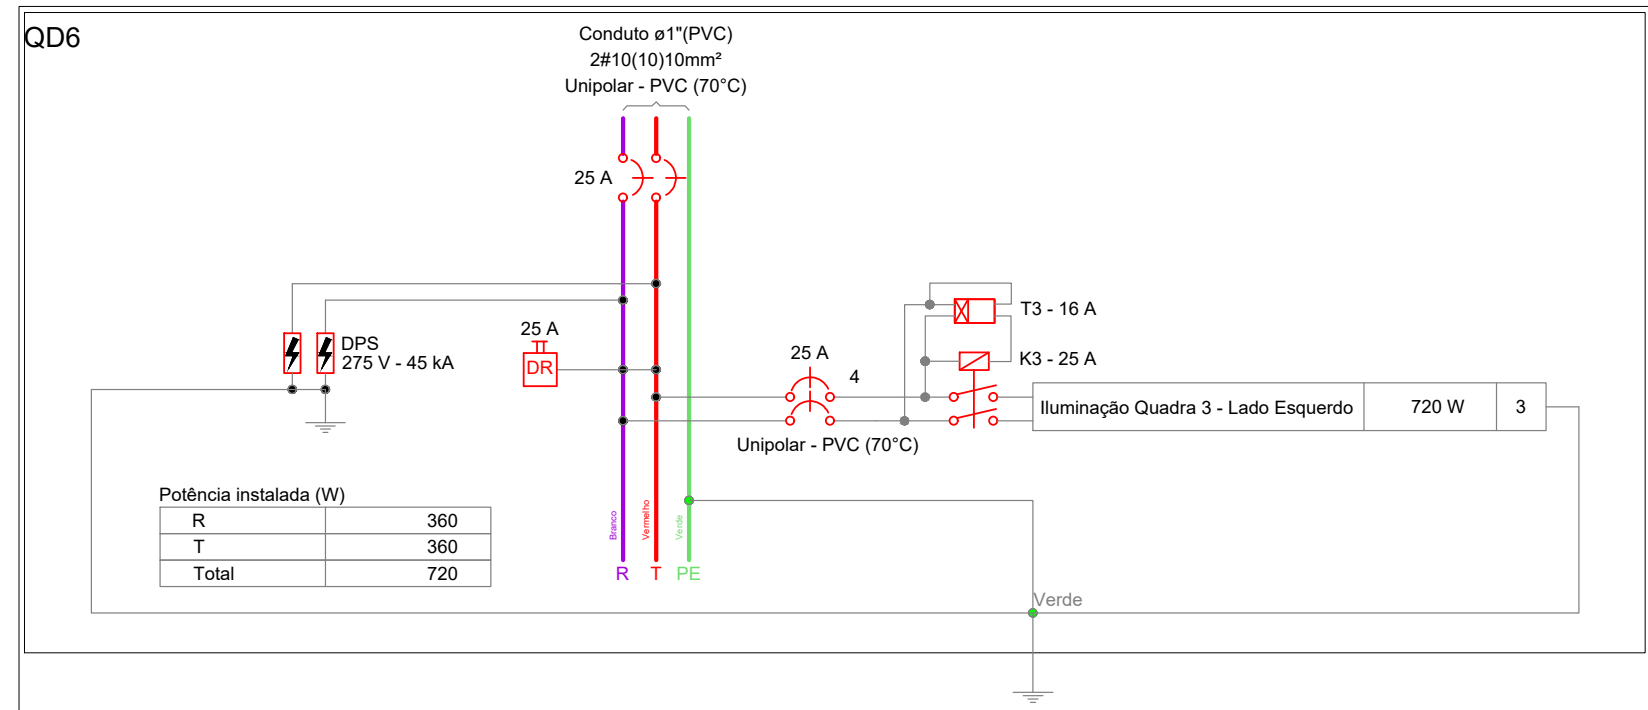 QD6
Conduto ø1"(PVC)
2#10(10)10mm²
Unipolar - PVC (70°C)
25 A
DPS
275 V - 45 kA
25 A
DR
25 A
4
Unipolar - PVC (70°C)
T3 - 16 A
K3 - 25 A
Iluminação Quadra 3 - Lado Esquerdo 720 W 3
Potência instalada (W)
R 360
T 360
Total 720
Branco
Vermelho
Verde
R T PE
Verde